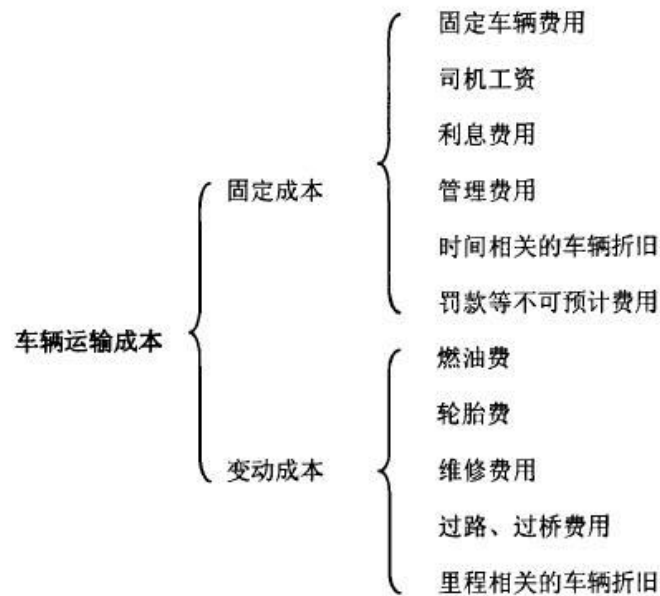 固定车辆费用
司机工资
利息费用
固定成本
管理费用
时间相关的车辆折旧
罚款等不可预计费用
车辆运输成本
燃油费
轮胎费
变动成本
维修费用
过路、过桥费用
里程相关的车辆折旧